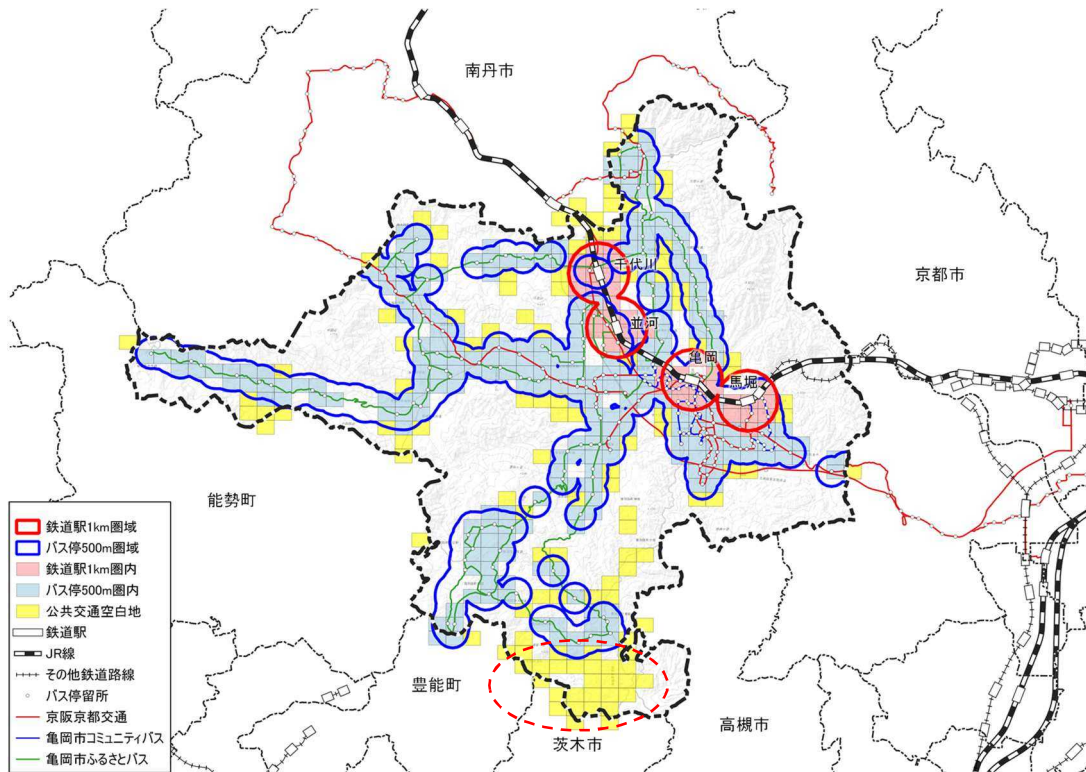 南丹市
京都市
千代川
並河
亀岡
馬堀
能勢町
豊能町
茨木市
高槻市
鉄道駅1km圏域
バス停500m圏域
鉄道駅1km圏内
バス停500m圏内
公共交通空白地
鉄道駅
JR線
その他鉄道路線
バス停留所
京阪京都交通
亀岡市コミュニティバス
亀岡市ふるさとバス